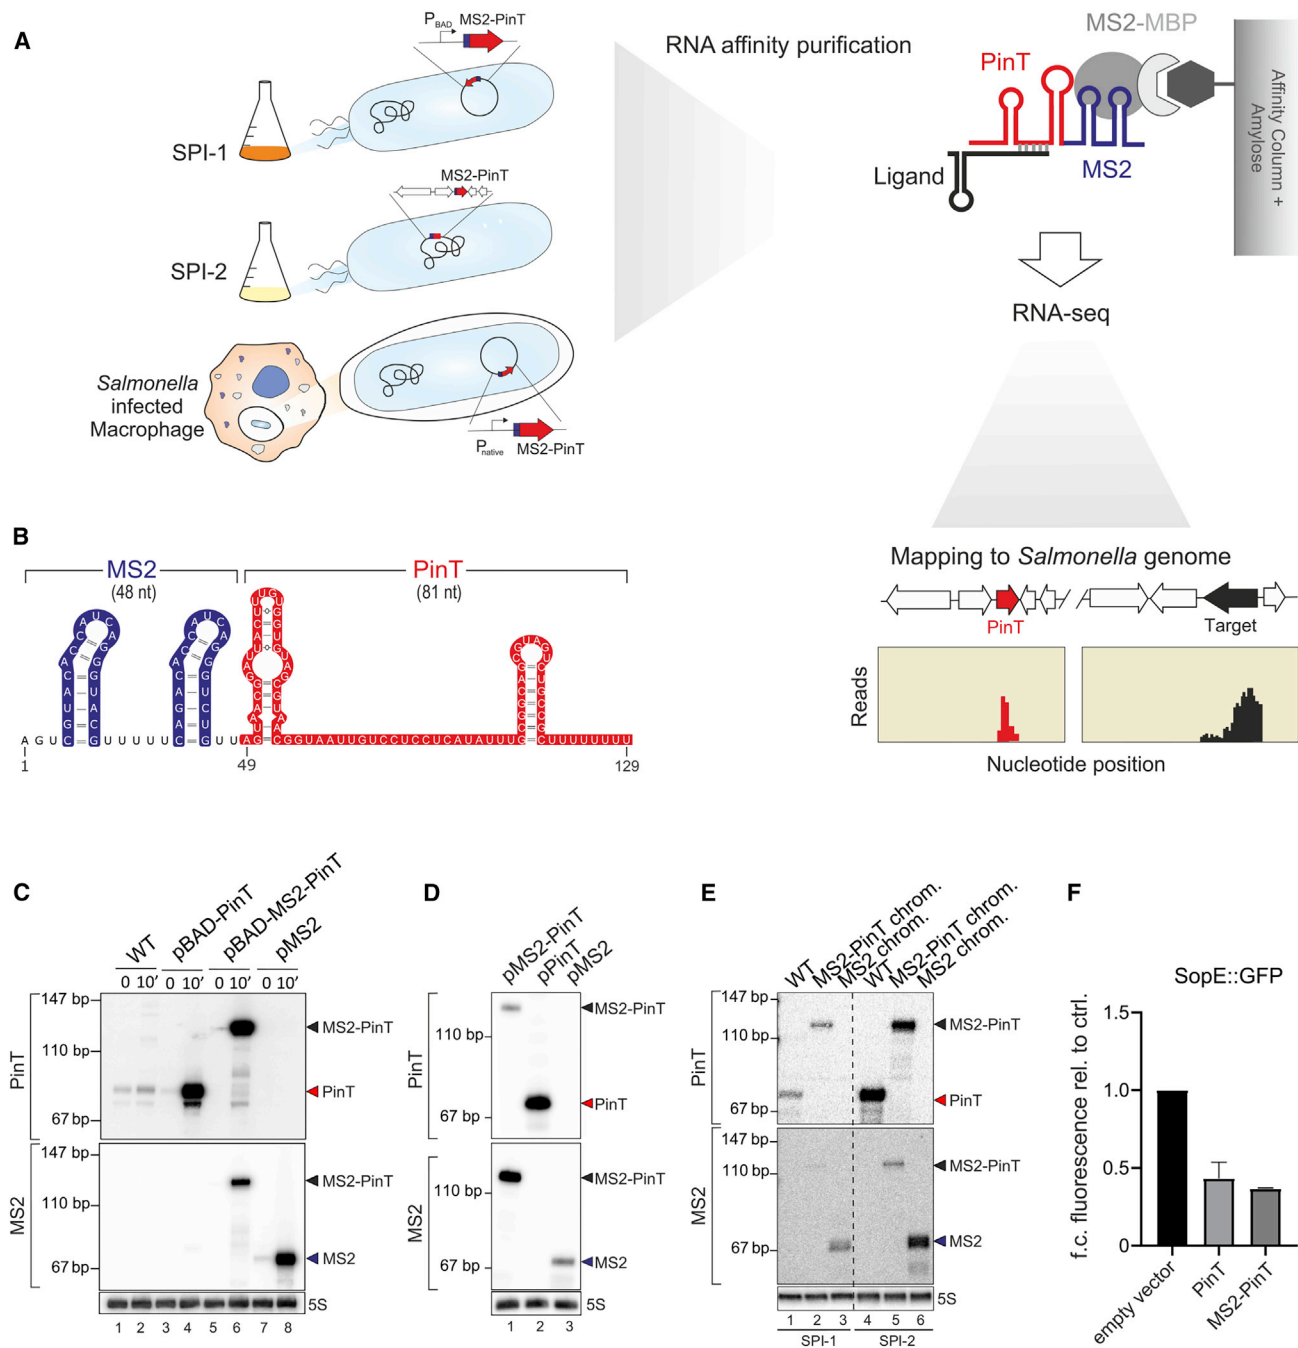 A
P_BAD MS2-PinT
SPI-1
MS2-PinT
SPI-2
Salmonella
infected
Macrophage
P_native MS2-PinT
RNA affinity purification
MS2-MBP
PinT
MS2
Ligand
Affinity Column +
Amylose
RNA-seq
Mapping to Salmonella genome
PinT
Target
Reads
Nucleotide position
B
MS2
(48 nt)
PinT
(81 nt)
1
49
129
C
WT
pBAD-PinT
pBAD-MS2-PinT
pMS2
0 10’ 0 10’ 0 10’ 0 10’
PinT
147 bp
110 bp
67 bp
MS2-PinT
PinT
MS2
147 bp
110 bp
67 bp
MS2-PinT
MS2
5S
1 2 3 4 5 6 7 8
D
pMS2-PinT
pPinT
pMS2
PinT
110 bp
67 bp
MS2-PinT
PinT
MS2
110 bp
67 bp
MS2-PinT
MS2
5S
1 2 3
E
WT
MS2-PinT chrom.
MS2 chrom.
WT
MS2-PinT chrom.
MS2 chrom.
PinT
147 bp
110 bp
67 bp
MS2-PinT
PinT
MS2
147 bp
110 bp
67 bp
MS2-PinT
MS2
5S
1 2 3 4 5 6
SPI-1 SPI-2
F
SopE::GFP
f.c. fluorescence rel. to ctrl.
1.5
1.0
0.5
0
empty vector
PinT
MS2-PinT